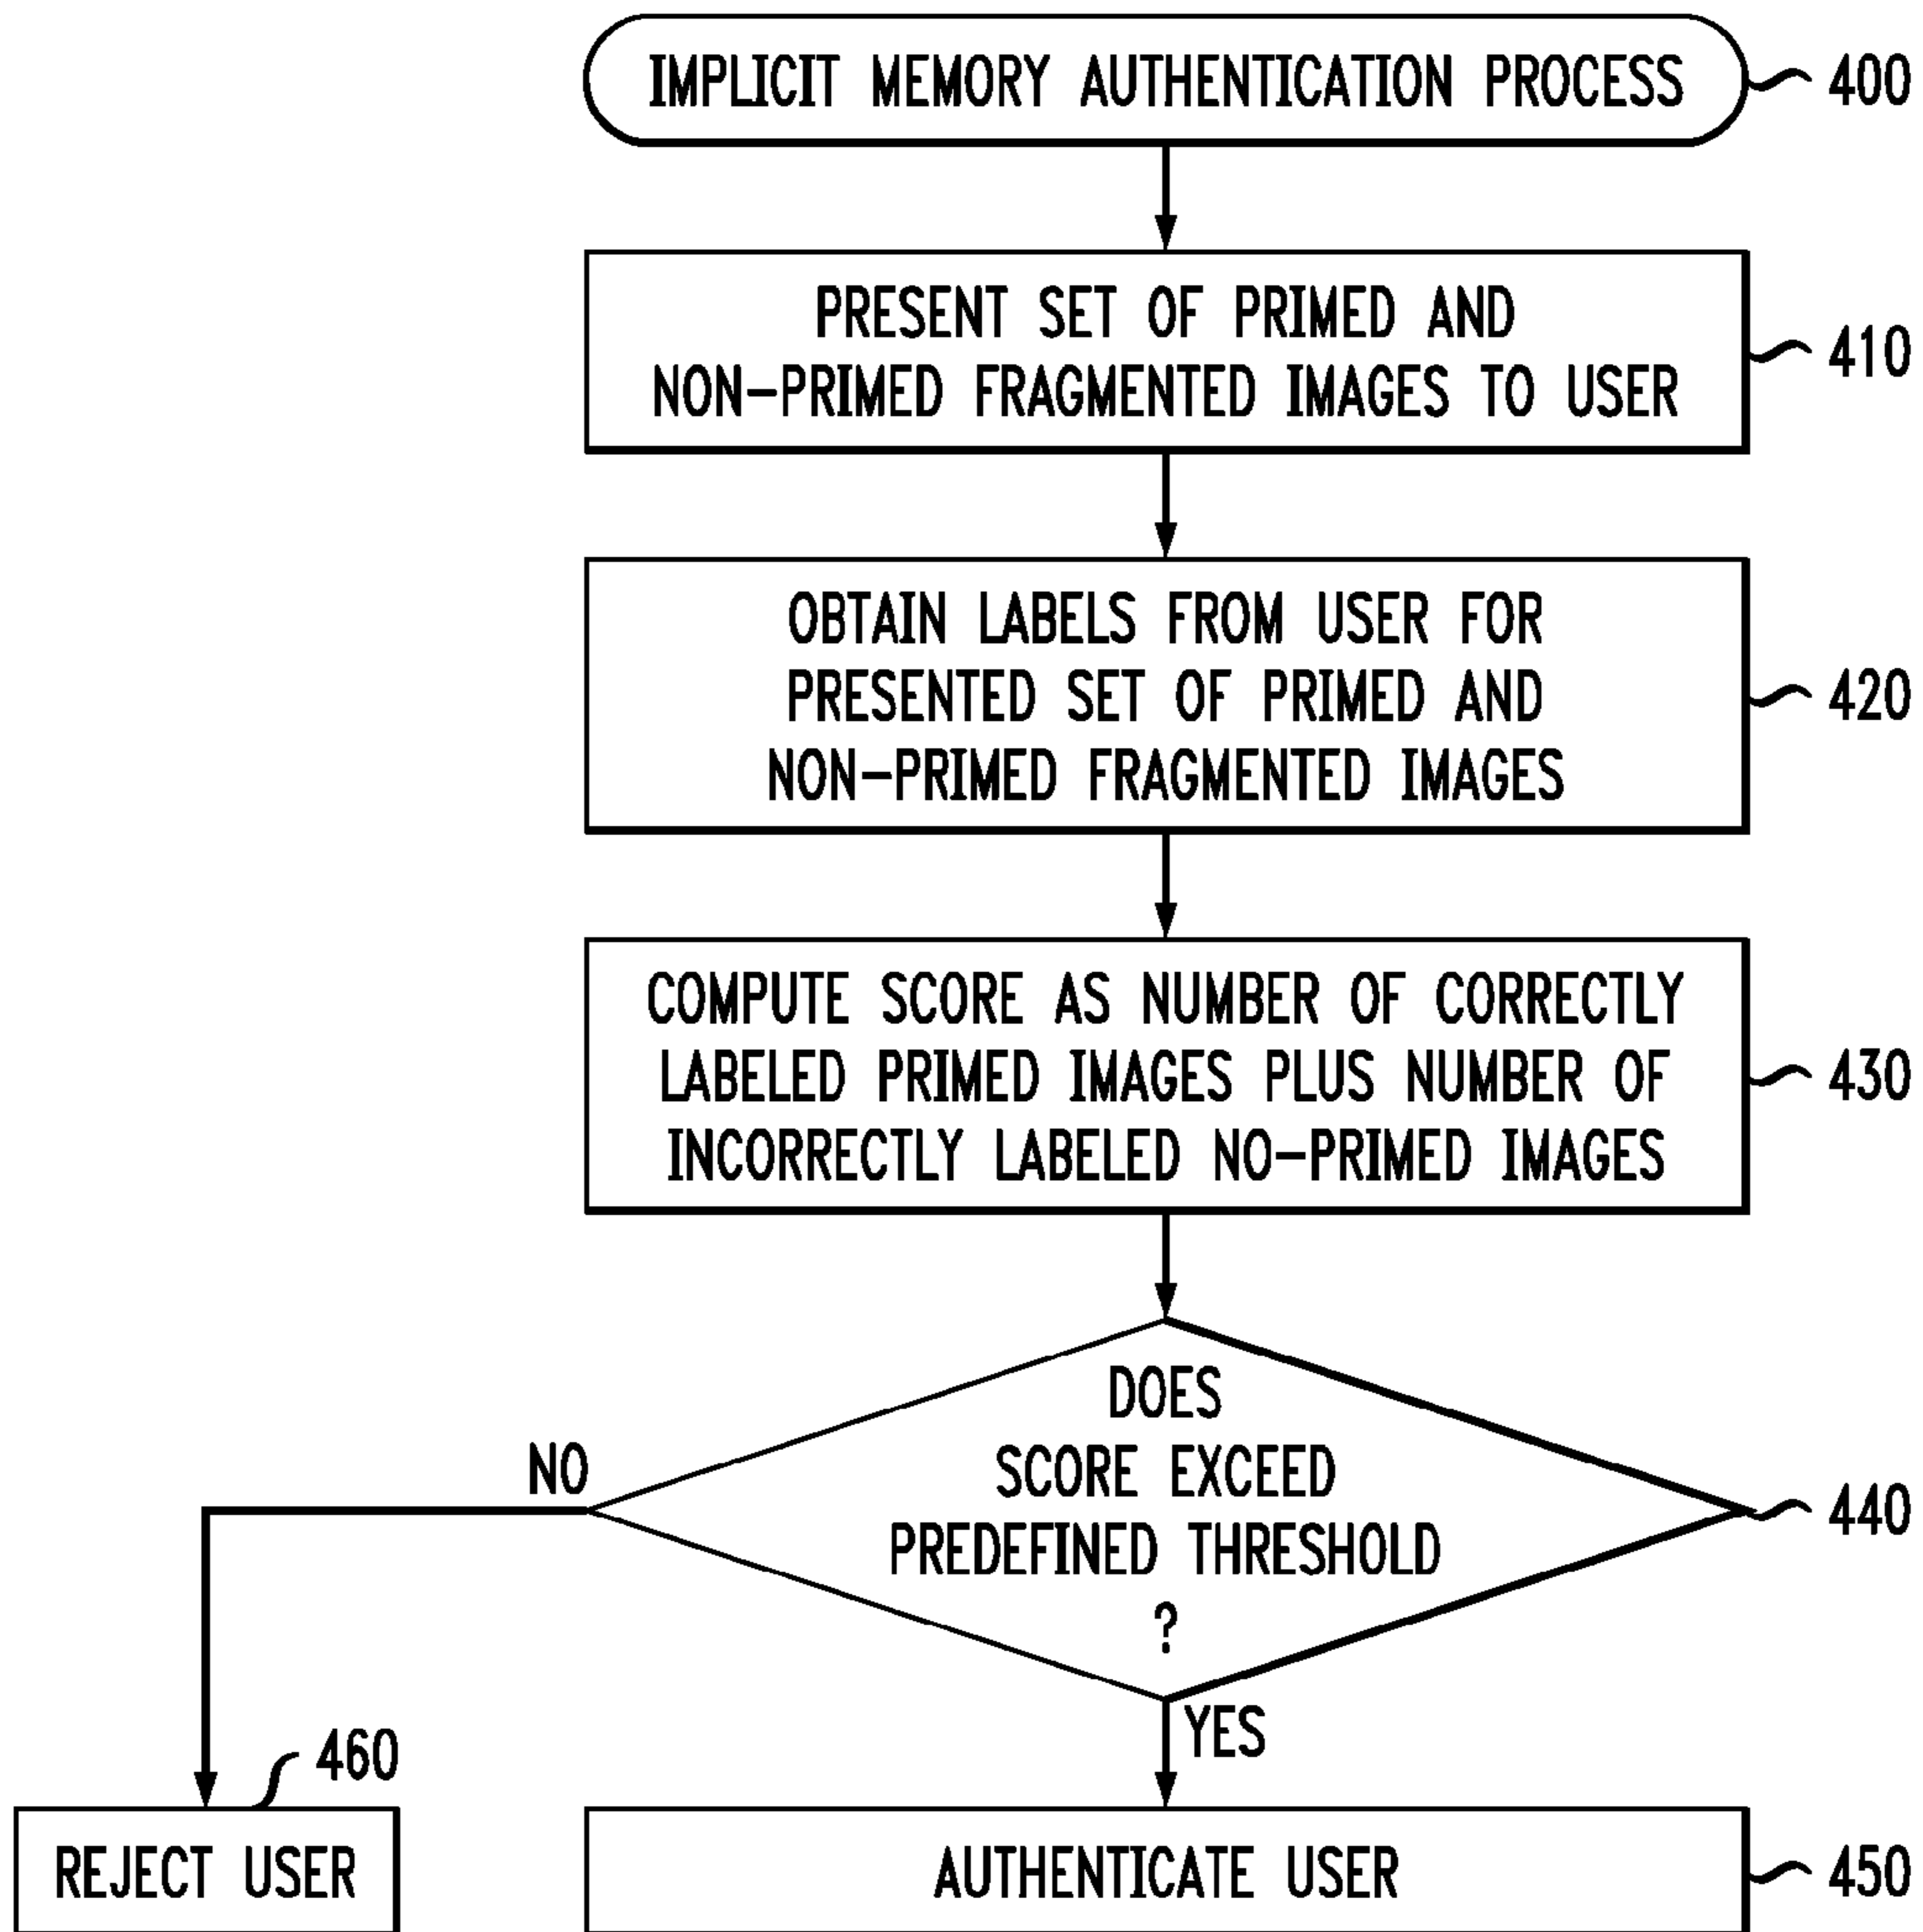 IMPLICIT MEMORY AUTHENTICATION PROCESS
400
PRESENT SET OF PRIMED AND
NON-PRIMED FRAGMENTED IMAGES TO USER
410
OBTAIN LABELS FROM USER FOR
PRESENTED SET OF PRIMED AND
NON-PRIMED FRAGMENTED IMAGES
420
COMPUTE SCORE AS NUMBER OF CORRECTLY
LABELED PRIMED IMAGES PLUS NUMBER OF
INCORRECTLY LABELED NO-PRIMED IMAGES
430
DOES
SCORE EXCEED
PREDEFINED THRESHOLD
?
440
NO
YES
460
REJECT USER
AUTHENTICATE USER
450